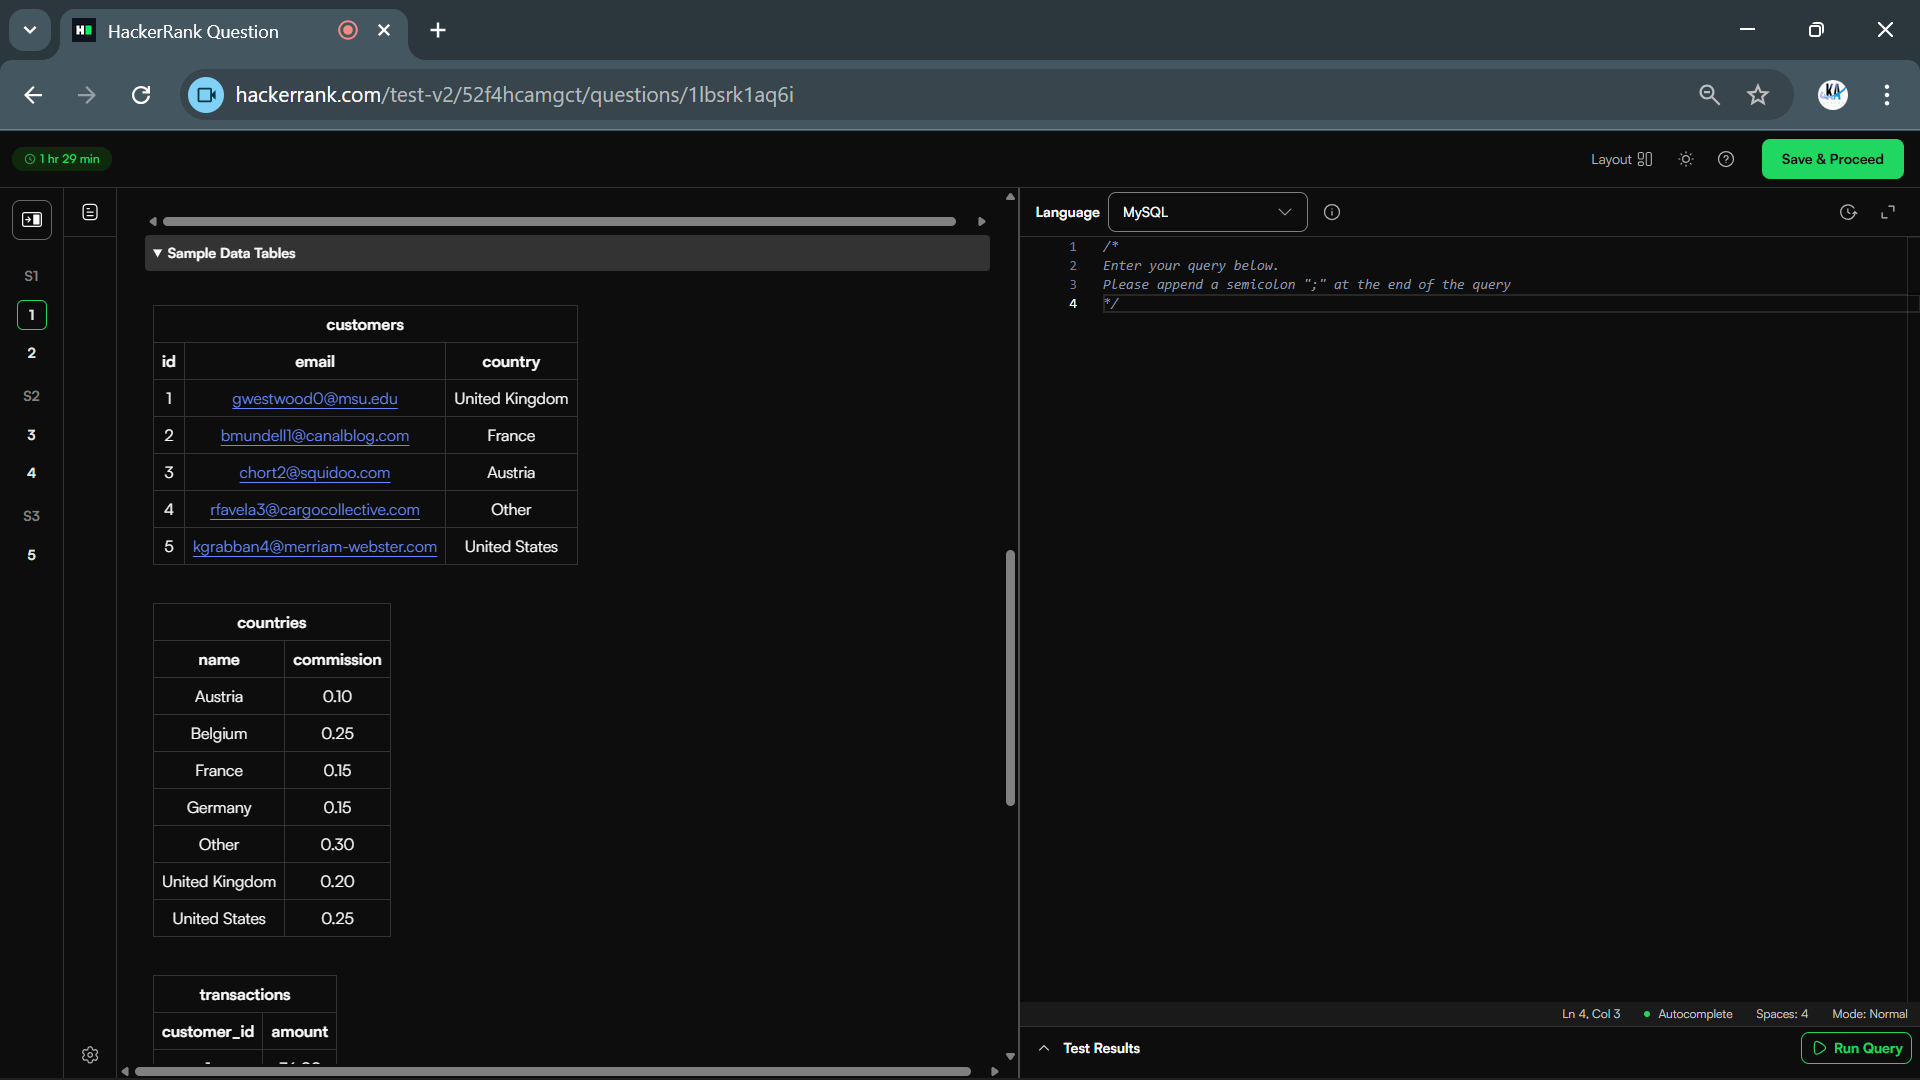 HackerRank Question
hackerrank.com/test-v2/52f4hcamgct/questions/1lbsrk1aq6i
1 hr 29 min
Layout
Save & Proceed
S1
1
2
S2
3
4
S3
5
Sample Data Tables
customers
id email country
1 gwestwood0@msu.edu United Kingdom
2 bmundell1@canalblog.com France
3 chort2@squidoo.com Austria
4 rfavela3@cargocollective.com Other
5 kgrabban4@merriam-webster.com United States
countries
name commission
Austria 0.10
Belgium 0.25
France 0.15
Germany 0.15
Other 0.30
United Kingdom 0.20
United States 0.25
transactions
customer_id amount
Language MySQL
1 /*
2 Enter your query below.
3 Please append a semicolon ";" at the end of the query
4 */
Ln 4, Col 3 Autocomplete Spaces: 4 Mode: Normal
Test Results
Run Query